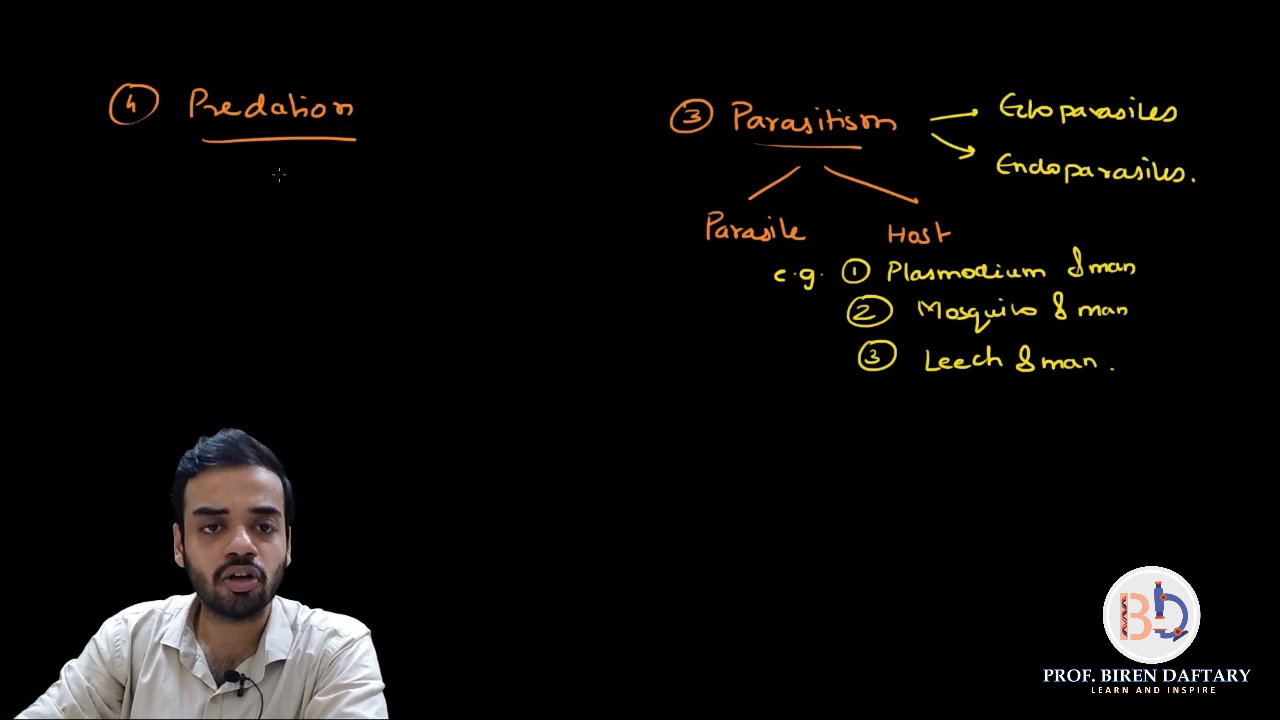 4 Predation
3 Parasitism
Ectoparasites
Endoparasites.
Parasite Host
e.g. 1 Plasmodium & man
2 Mosquito & man
3 Leech & man.
BD
PROF. BIREN DAFTARY
LEARN AND INSPIRE